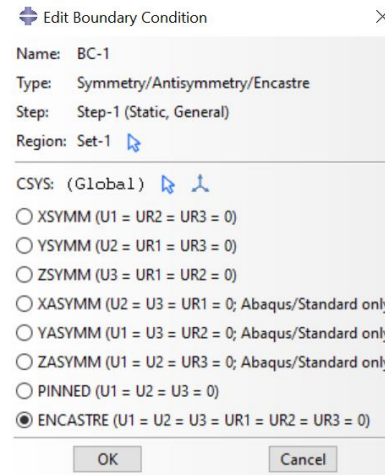 Edit Boundary Condition
Name: BC-1
Type: Symmetry/Antisymmetry/Encastre
Step: Step-1 (Static, General)
Region: Set-1
CSYS: (Global)
XSYMM (U1 = UR2 = UR3 = 0)
YSYMM (U2 = UR1 = UR3 = 0)
ZSYMM (U3 = UR1 = UR2 = 0)
XASYMM (U2 = U3 = UR1 = 0; Abaqus/Standard only
YASYMM (U1 = U3 = UR2 = 0; Abaqus/Standard only
ZASYMM (U1 = U2 = UR3 = 0; Abaqus/Standard only
PINNED (U1 = U2 = U3 = 0)
ENCASTRE (U1 = U2 = U3 = UR1 = UR2 = UR3 = 0)
OK Cancel